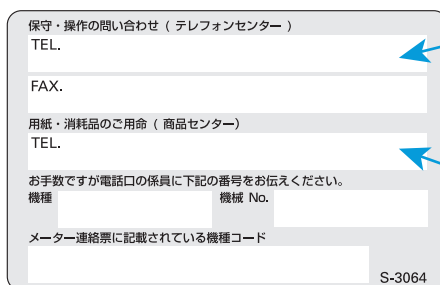 保守・操作の問い合わせ ( テレフォンセンター )
TEL.
FAX.
用紙・消耗品のご用命 ( 商品センター)
TEL.
お手数ですが電話口の係員に下記の番号をお伝えください。
機種 機械 No.
メーター連絡票に記載されている機種コード
S-3064